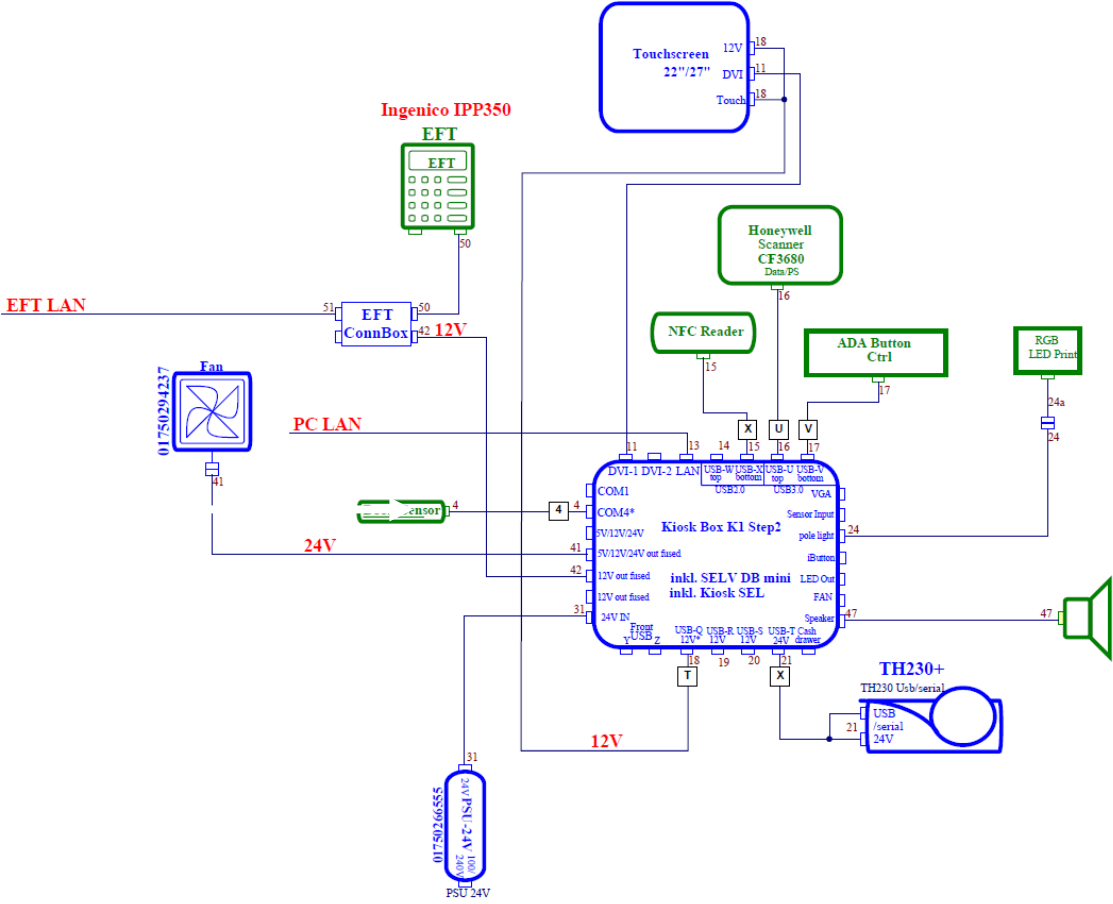 Touchscreen
22"/27"
12V
18
DVI
11
Touch
18
Ingenico IPP350
EFT
EFT
50
Honeywell
Scanner
CF3680
Data/PS
16
EFT LAN
51
EFT
ConnBox
50
42 12V
NFC Reader
15
ADA Button
Ctrl
17
RGB
LED Print
24a
24
Fan
01750294237
41
PC LAN
X
U
V
11
13
14
15
16
17
DVI-1 DVI-2 LAN
USB-W
top
USB-X
bottom
USB-U
top
USB-V
bottom
USB2.0
USB3.0
COM1
COM4*
5V/12V/24V
5V/12V/24V out fused
12V out fused
12V out fused
24V IN
VGA
Sensor Input
pole light
iButton
LED Out
FAN
Speaker
Kiosk Box K1 Step2
inkl. SELV DB mini
inkl. Kiosk SEL
ensor
4
4
4
24V
41
42
31
24
47
47
Front
USB
Y
Z
USB-Q
12V*
USB-R
12V
USB-S
12V
USB-T
24V
Cash
drawer
18
19
20
21
T
X
12V
TH230+
TH230 Usb/serial
USB
/serial
24V
21
31
01750266555
24V PSU-24V 100/
240V
PSU 24V